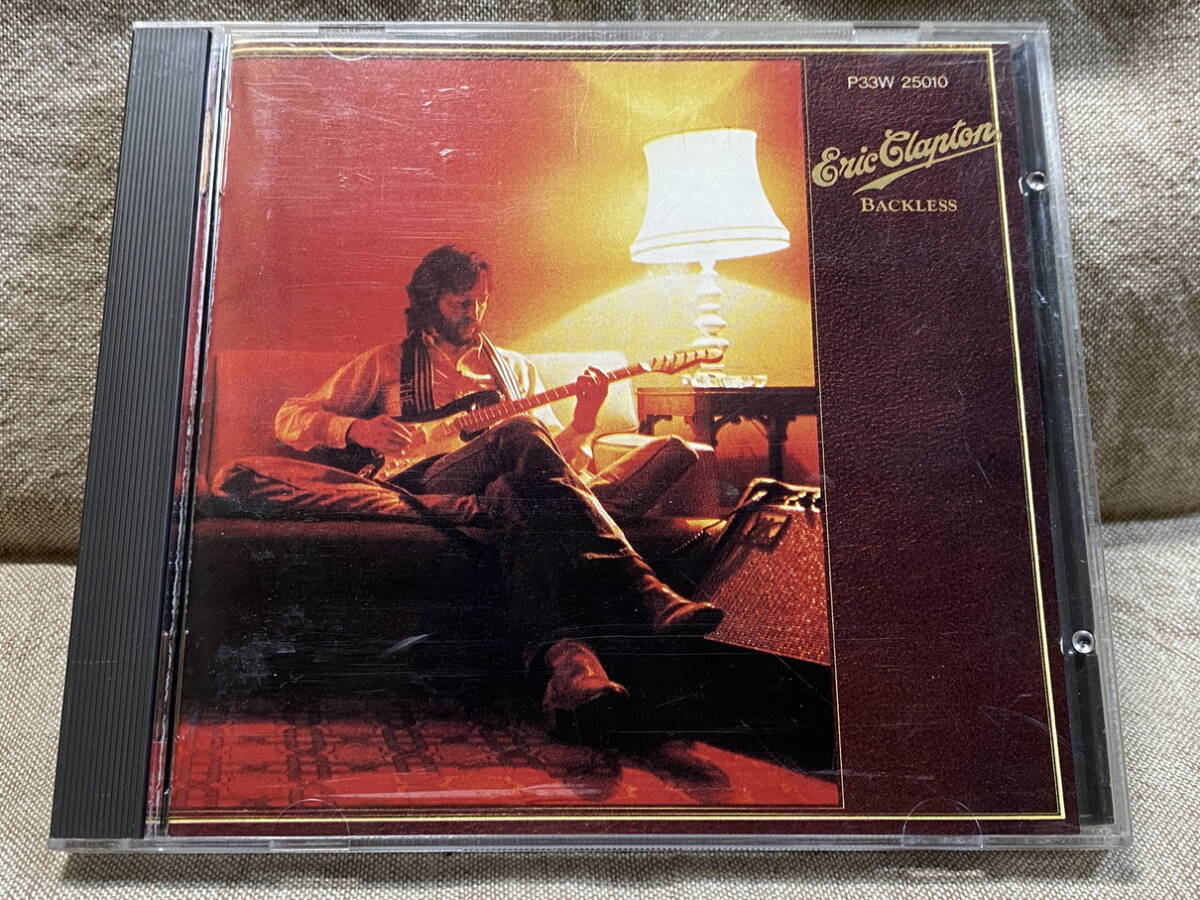 P33W 25010
Eric Clapton
BACKLESS